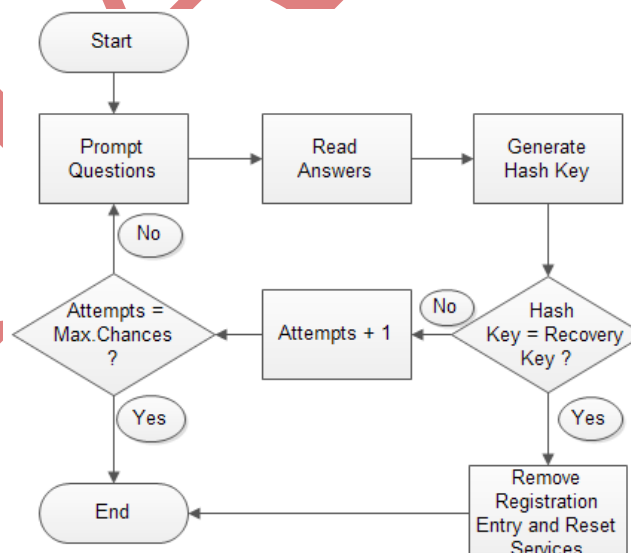 Start
Prompt
Questions
Read
Answers
Generate
Hash Key
No
Attempts =
Max.Chances
?
Attempts + 1
No
Hash
Key = Recovery
Key ?
Yes
Yes
End
Remove
Registration
Entry and Reset
Services